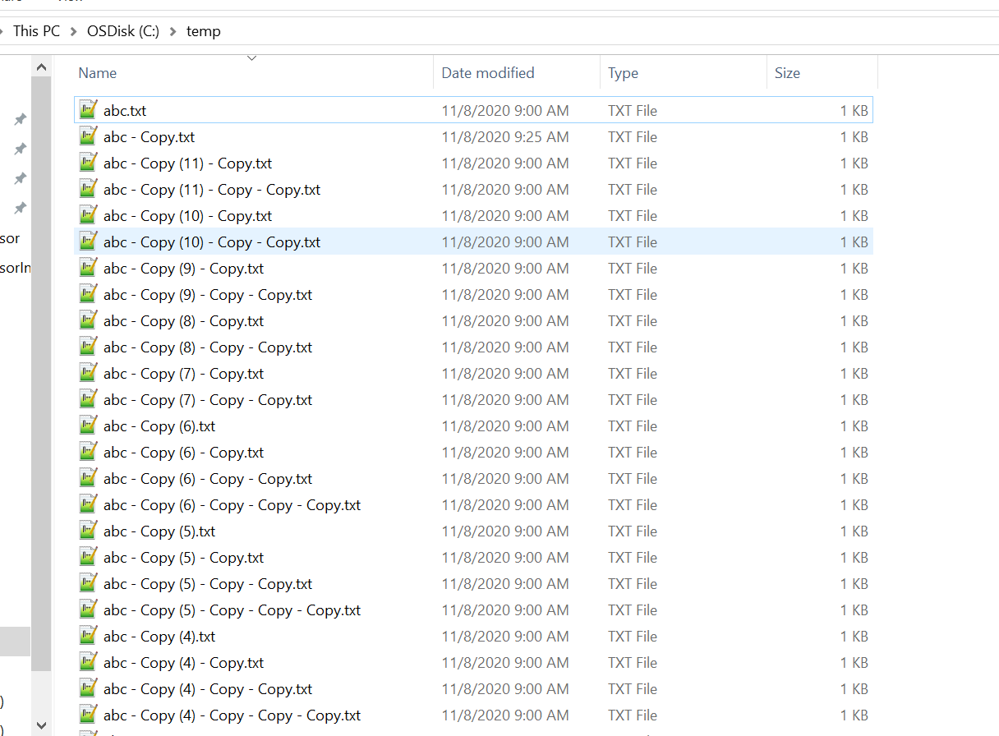 This PC > OSDisk (C:) > temp
Name Date modified Type Size
abc.txt 11/8/2020 9:00 AM TXT File 1 KB
abc - Copy.txt 11/8/2020 9:25 AM TXT File 1 KB
abc - Copy (11) - Copy.txt 11/8/2020 9:00 AM TXT File 1 KB
abc - Copy (11) - Copy - Copy.txt 11/8/2020 9:00 AM TXT File 1 KB
abc - Copy (10) - Copy.txt 11/8/2020 9:00 AM TXT File 1 KB
sor
abc - Copy (10) - Copy - Copy.txt 11/8/2020 9:00 AM TXT File 1 KB
sorIn
abc - Copy (9) - Copy.txt 11/8/2020 9:00 AM TXT File 1 KB
abc - Copy (9) - Copy - Copy.txt 11/8/2020 9:00 AM TXT File 1 KB
abc - Copy (8) - Copy.txt 11/8/2020 9:00 AM TXT File 1 KB
abc - Copy (8) - Copy - Copy.txt 11/8/2020 9:00 AM TXT File 1 KB
abc - Copy (7) - Copy.txt 11/8/2020 9:00 AM TXT File 1 KB
abc - Copy (7) - Copy - Copy.txt 11/8/2020 9:00 AM TXT File 1 KB
abc - Copy (6).txt 11/8/2020 9:00 AM TXT File 1 KB
abc - Copy (6) - Copy.txt 11/8/2020 9:00 AM TXT File 1 KB
abc - Copy (6) - Copy - Copy.txt 11/8/2020 9:00 AM TXT File 1 KB
abc - Copy (6) - Copy - Copy - Copy.txt 11/8/2020 9:00 AM TXT File 1 KB
abc - Copy (5).txt 11/8/2020 9:00 AM TXT File 1 KB
abc - Copy (5) - Copy.txt 11/8/2020 9:00 AM TXT File 1 KB
abc - Copy (5) - Copy - Copy.txt 11/8/2020 9:00 AM TXT File 1 KB
abc - Copy (5) - Copy - Copy - Copy.txt 11/8/2020 9:00 AM TXT File 1 KB
abc - Copy (4).txt 11/8/2020 9:00 AM TXT File 1 KB
abc - Copy (4) - Copy.txt 11/8/2020 9:00 AM TXT File 1 KB
abc - Copy (4) - Copy - Copy.txt 11/8/2020 9:00 AM TXT File 1 KB
abc - Copy (4) - Copy - Copy - Copy.txt 11/8/2020 9:00 AM TXT File 1 KB